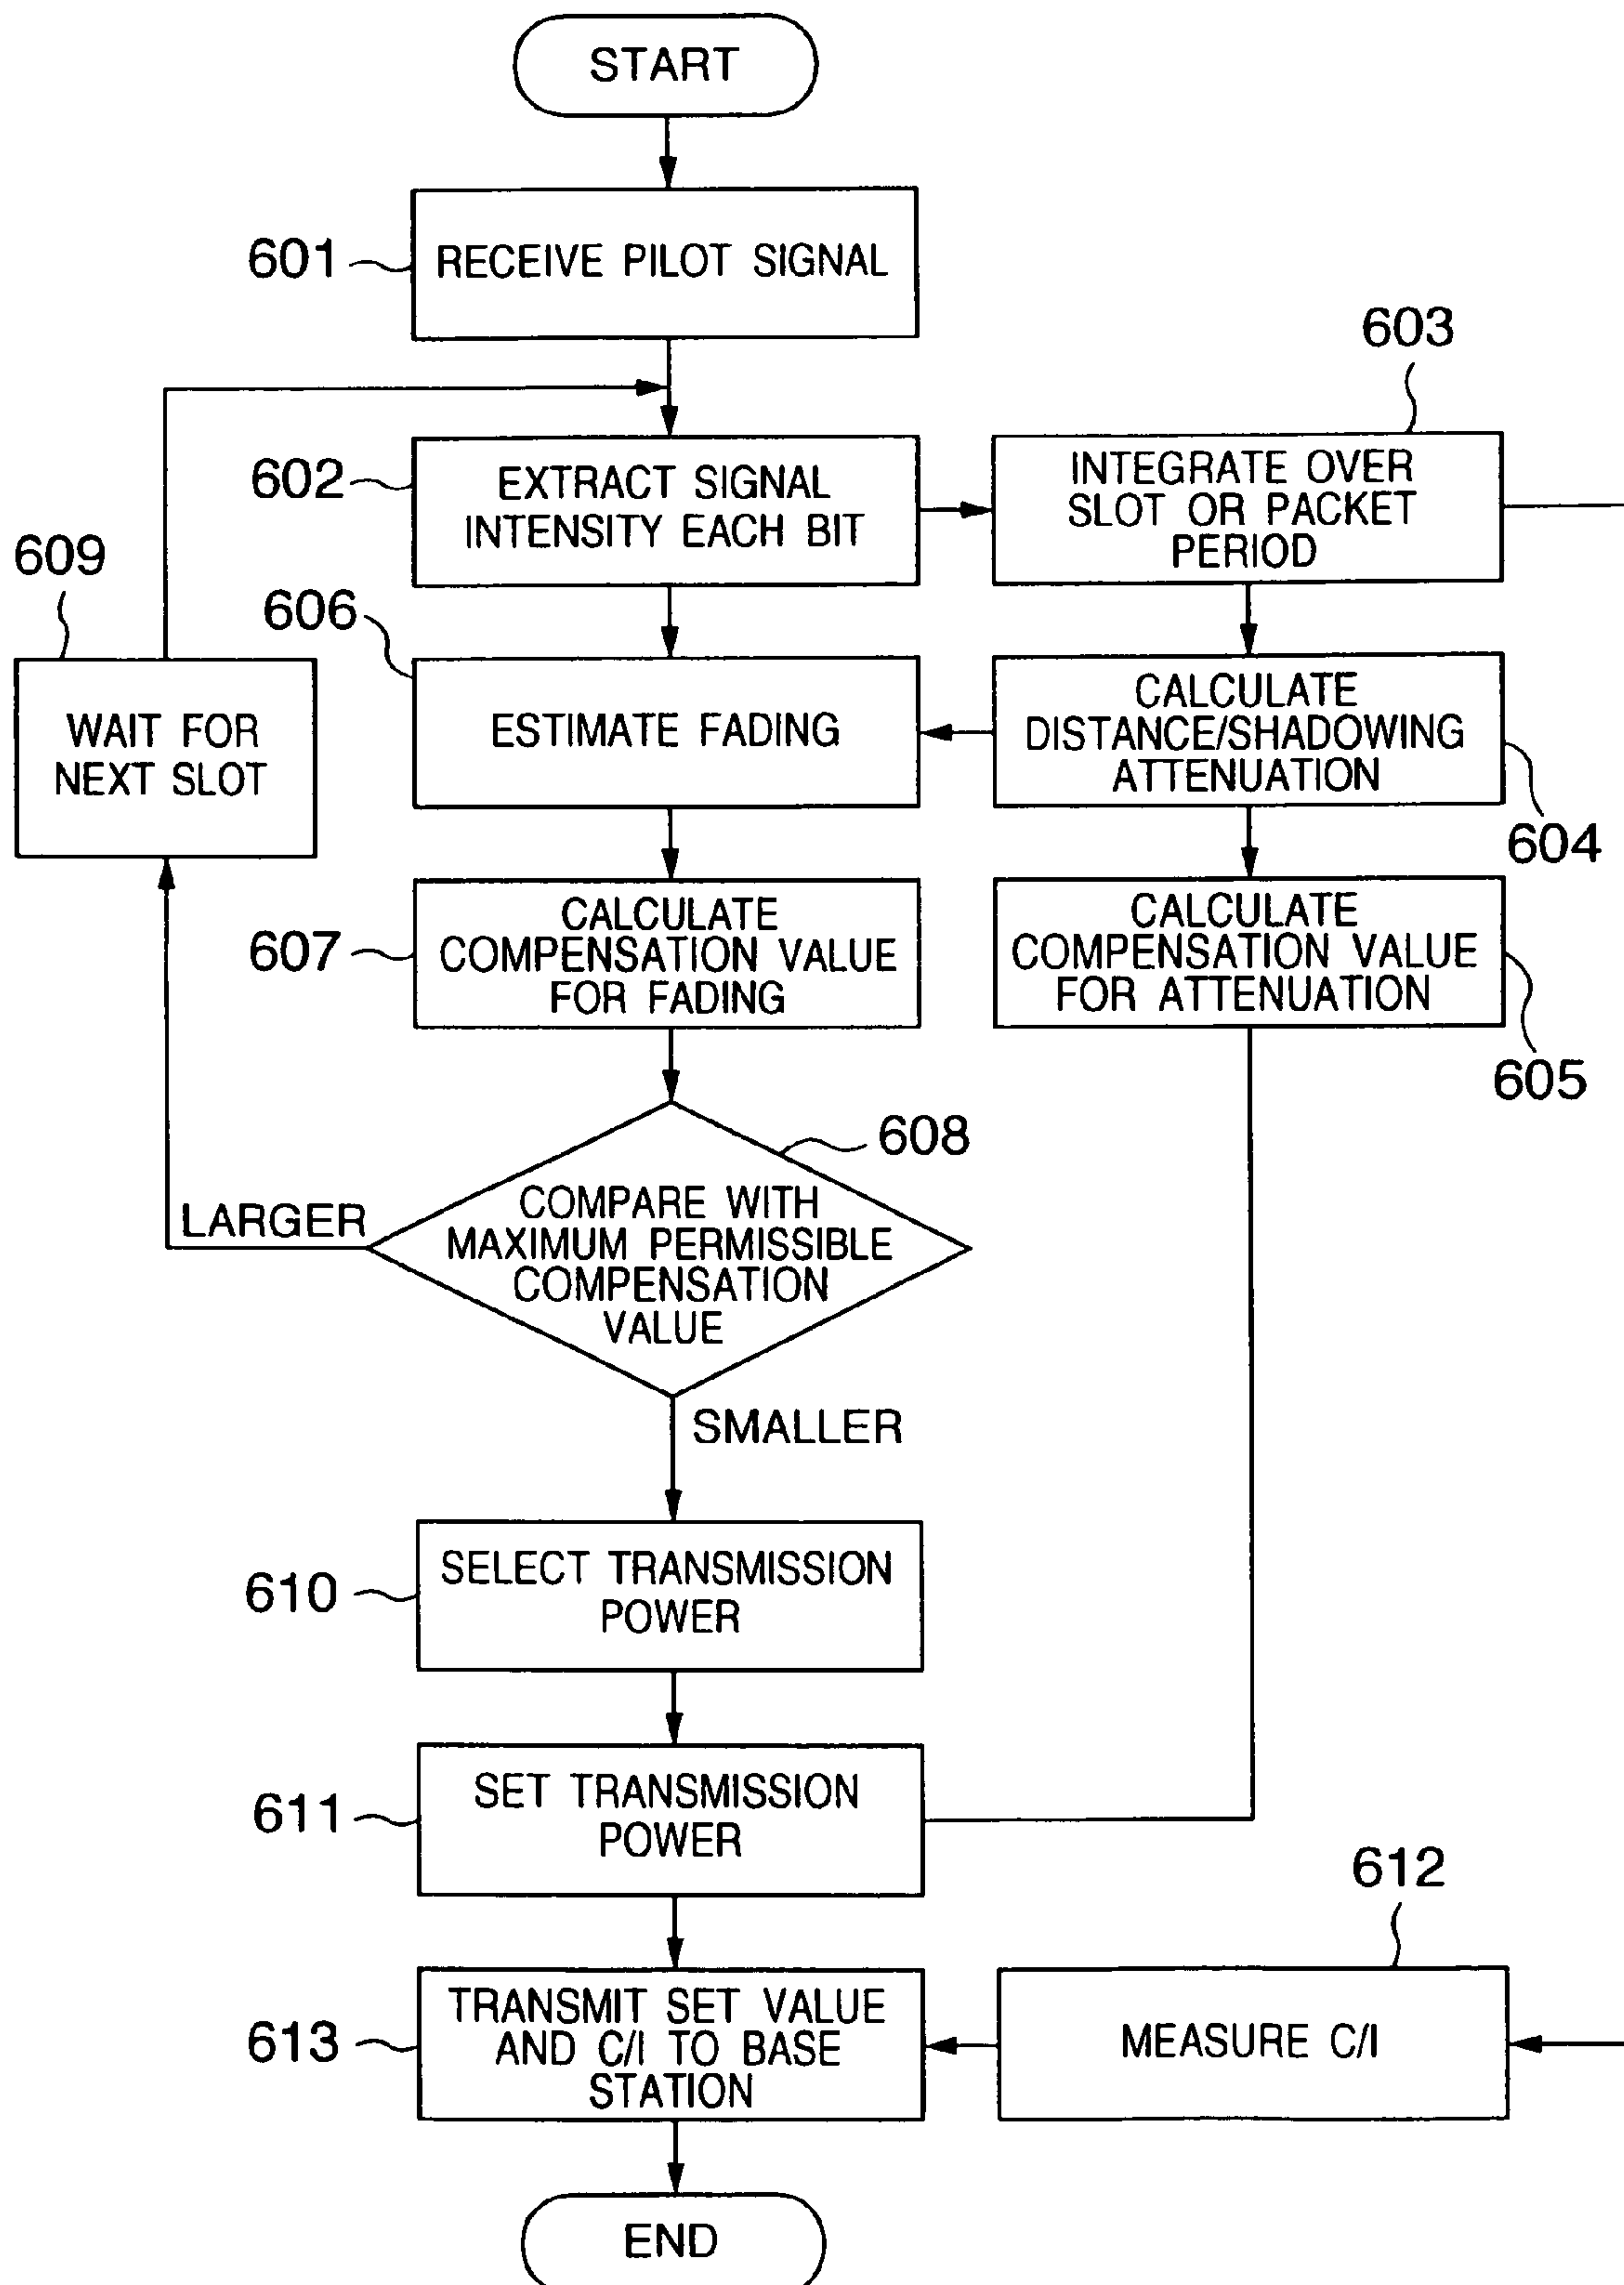 START
601
RECEIVE PILOT SIGNAL
603
602
EXTRACT SIGNAL
INTENSITY EACH BIT
INTEGRATE OVER
SLOT OR PACKET
PERIOD
609
WAIT FOR
NEXT SLOT
606
ESTIMATE FADING
CALCULATE
DISTANCE/SHADOWING
ATTENUATION
604
607
CALCULATE
COMPENSATION VALUE
FOR FADING
CALCULATE
COMPENSATION VALUE
FOR ATTENUATION
605
608
COMPARE WITH
MAXIMUM PERMISSIBLE
COMPENSATION
VALUE
LARGER
SMALLER
610
SELECT TRANSMISSION
POWER
611
SET TRANSMISSION
POWER
612
613
TRANSMIT SET VALUE
AND C/I TO BASE
STATION
MEASURE C/I
END